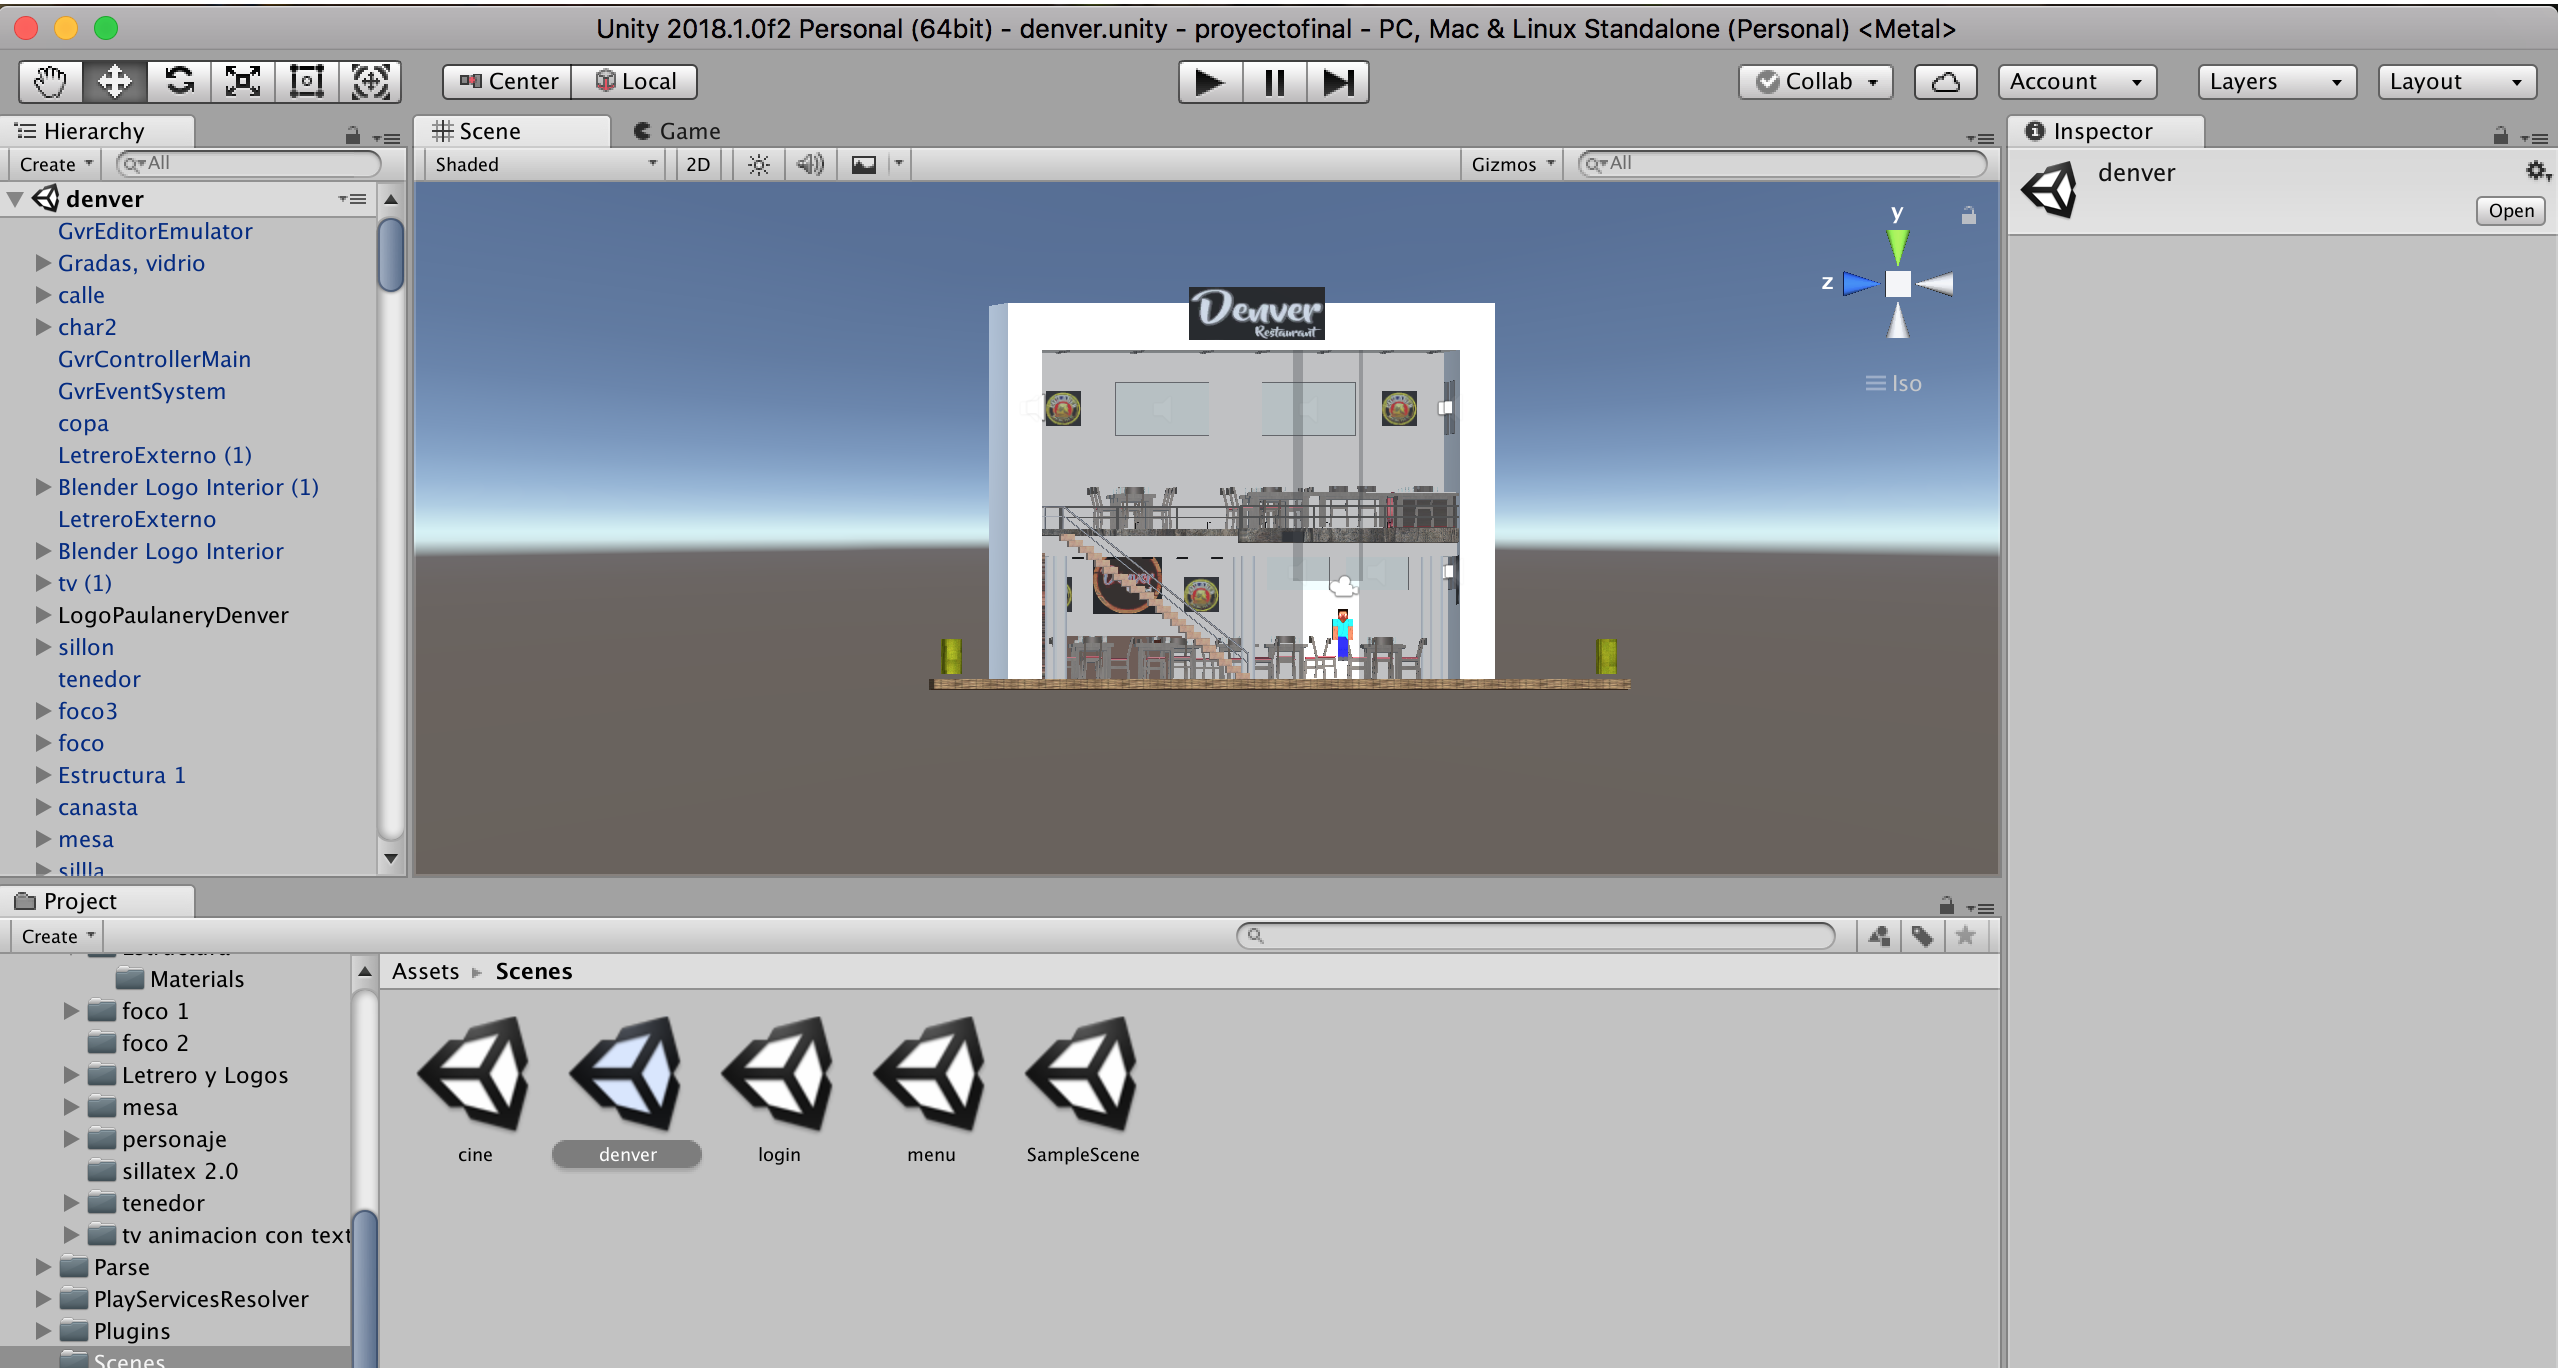 Unity 2018.1.0f2 Personal (64bit) - denver.unity - proyectofinal - PC, Mac & Linux Standalone (Personal) <Metal>
Center Local Collab Account Layers Layout
Hierarchy
Create All
denver
GvrEditorEmulator
Gradas, vidrio
calle
char2
GvrControllerMain
GvrEventSystem
copa
LetreroExterno (1)
Blender Logo Interior (1)
LetreroExterno
Blender Logo Interior
tv (1)
LogoPaulaneryDenver
sillon
tenedor
foco3
foco
Estructura 1
canasta
mesa
sillla
Scene Game
Shaded 2D Gizmos All
y
z
Iso
Denver
Restaurant
Inspector
denver
Open
Project
Create
Materials
foco 1
foco 2
Letrero y Logos
mesa
personaje
sillatex 2.0
tenedor
tv animacion con text
Parse
PlayServicesResolver
Plugins
Scenes
Assets Scenes
cine denver login menu SampleScene